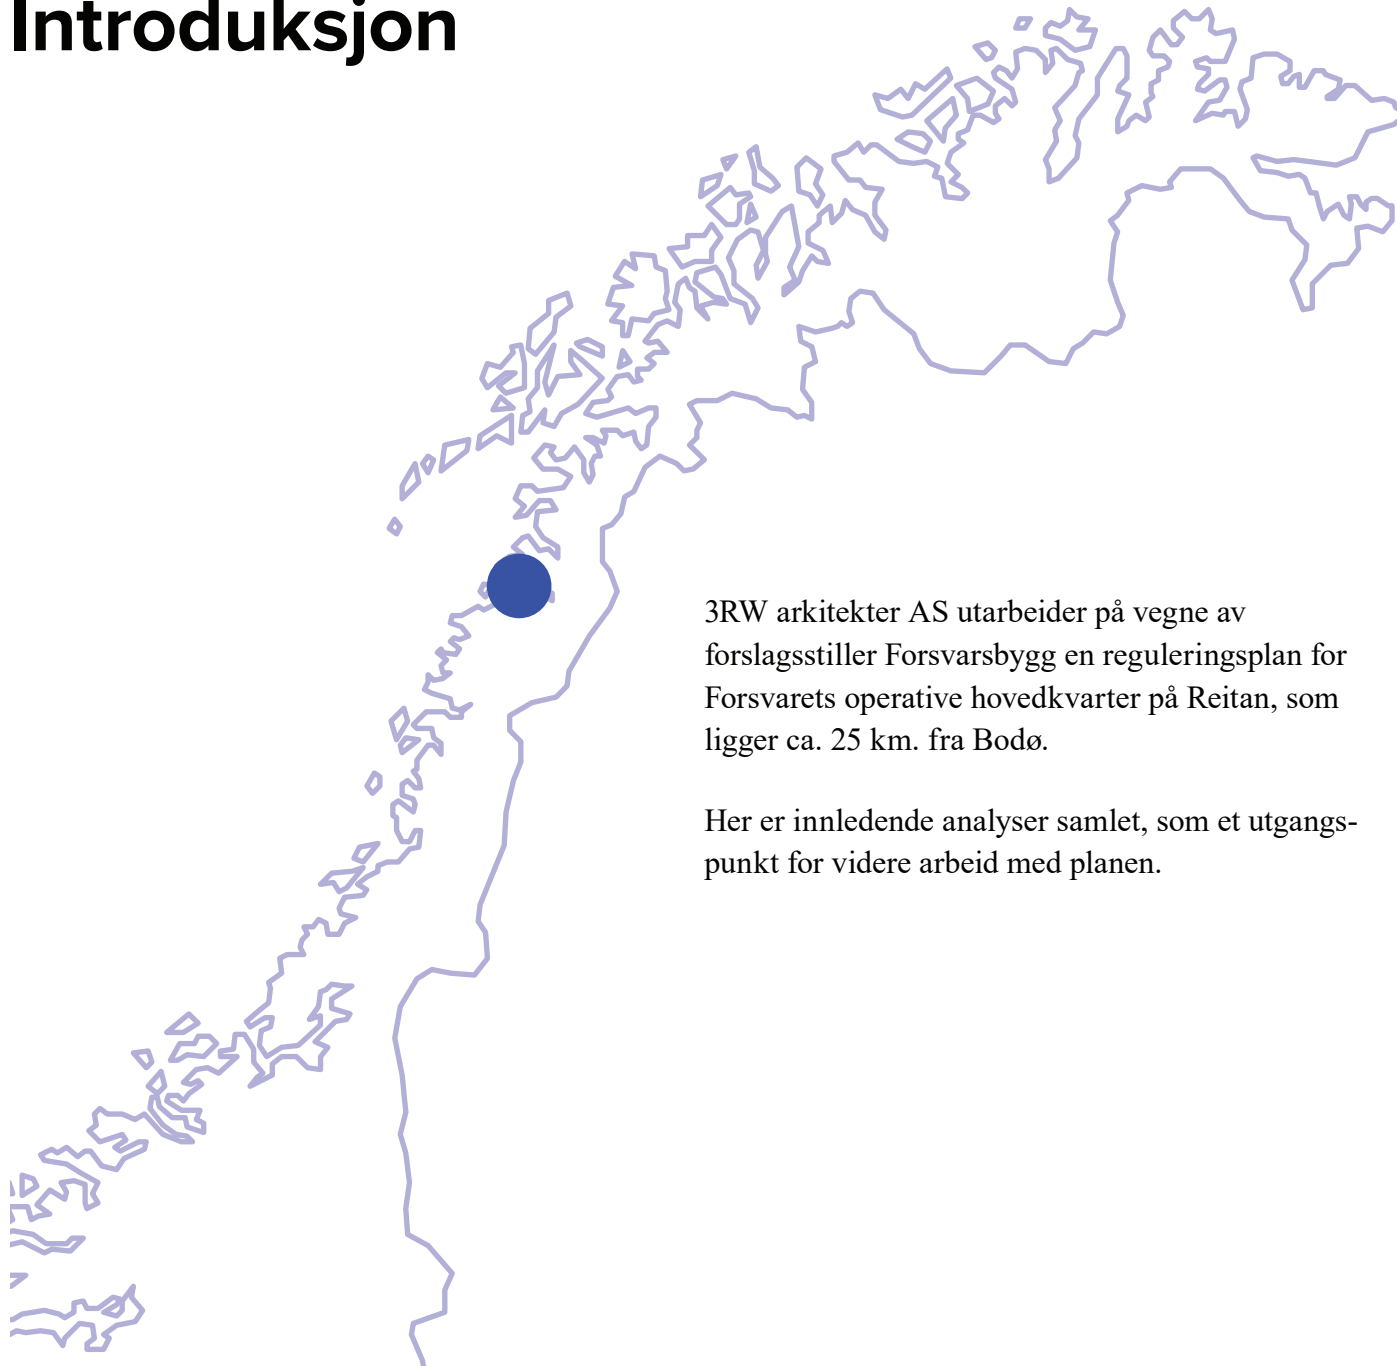 Introduksjon
3RW arkitekter AS utarbeider på vegne av
forslagsstiller Forsvarsbygg en reguleringsplan for
Forsvarets operative hovedkvarter på Reitan, som
ligger ca. 25 km. fra Bodø.
Her er innledende analyser samlet, som et utgangs-
punkt for videre arbeid med planen.